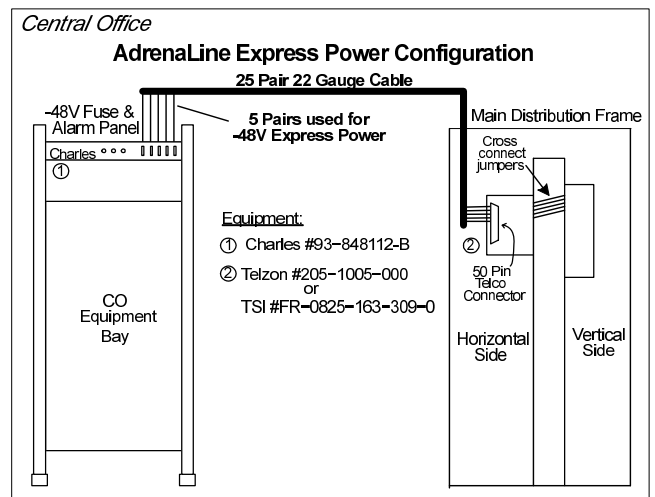 Central Office
AdrenaLine Express Power Configuration
25 Pair 22 Gauge Cable
-48V Fuse &
Alarm Panel
5 Pairs used for
-48V Express Power
Charles
1
Main Distribution Frame
Cross
connect
jumpers
2
50 Pin
Telco
Connector
Equipment:
1 Charles #93-848112-B
2 Telzon #205-1005-000
or
TSI #FR-0825-163-309-0
CO
Equipment
Bay
Horizontal
Side
Vertical
Side